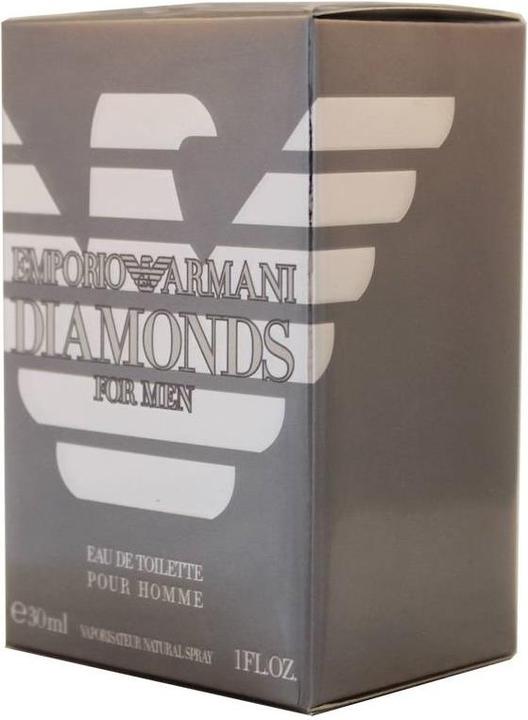 EMPORIO ARMANI
DIAMONDS
FOR MEN
EAU DE TOILETTE
POUR HOMME
℮30ml VAPORISATEUR NATURAL SPRAY 1FL.OZ.